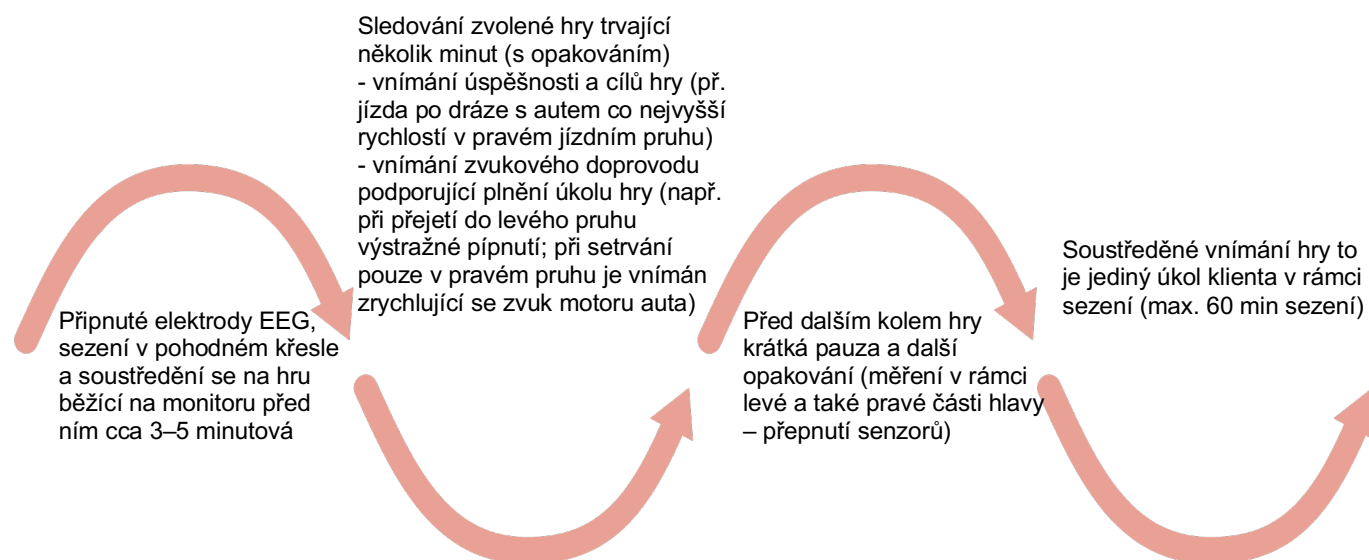 Připnuté elektrody EEG,
sezení v pohodném křesle
a soustředění se na hru
běžící na monitoru před
ním cca 3–5 minutová
Sledování zvolené hry trvající
několik minut (s opakováním)
- vnímání úspěšnosti a cílů hry (př.
jízda po dráze s autem co nejvyšší
rychlostí v pravém jízdním pruhu)
- vnímání zvukového doprovodu
podporující plnění úkolu hry (např.
při přejetí do levého pruhu
výstražné pípnutí; při setrvání
pouze v pravém pruhu je vnímán
zrychlující se zvuk motoru auta)
Před dalším kolem hry
krátká pauza a další
opakování (měření v rámci
levé a také pravé části hlavy
– přepnutí senzorů)
Soustředěné vnímání hry to
je jediný úkol klienta v rámci
sezení (max. 60 min sezení)